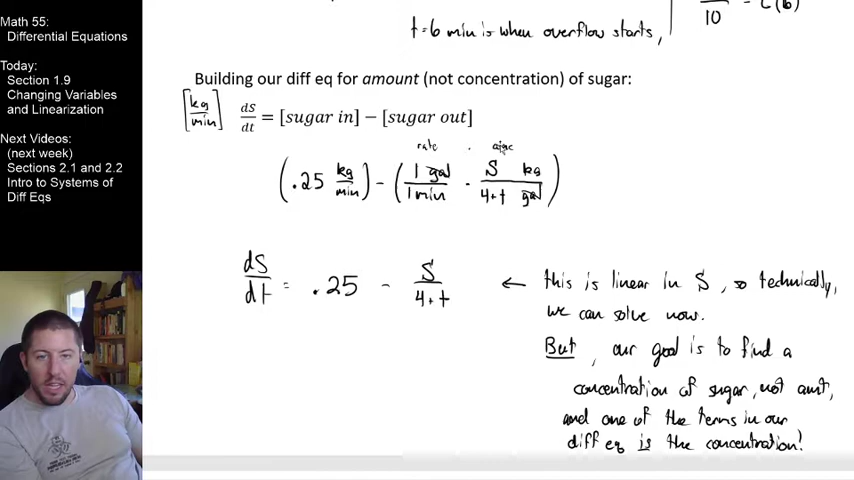 Math 55:
Differential Equations
Today:
Section 1.9
Changing Variables
and Linearization
Next Videos:
(next week)
Sections 2.1 and 2.2
Intro to Systems of
Diff Eqs
10 = C(6)
t=6 min is when overflow starts,
Building our diff eq for amount (not concentration) of sugar:
[kg/min] dS/dt = [sugar in] − [sugar out]
rate ·
(.25 kg/min) - (1 gal/1 min · S kg/4+t gal)
dS/dt = .25 - S/4+t ← this is linear in S, so technically,
we can solve now.
But, our goal is to find a
concentration of sugar, not amt,
and one of the terms in our
diff eq is the concentration!